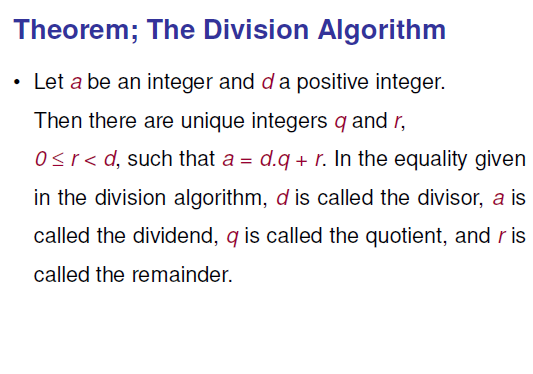 Theorem; The Division Algorithm
• Let a be an integer and d a positive integer.
Then there are unique integers q and r,
0 ≤ r < d, such that a = d.q + r. In the equality given
in the division algorithm, d is called the divisor, a is
called the dividend, q is called the quotient, and r is
called the remainder.